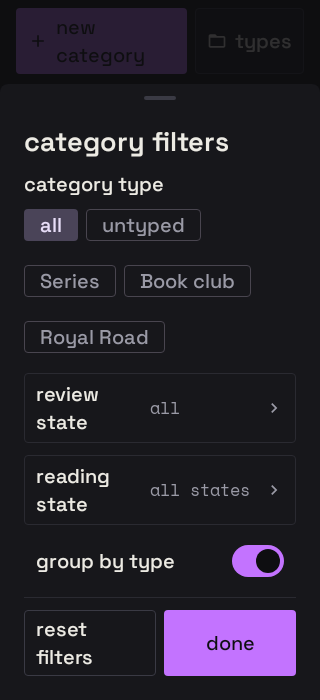 + new
category
types
category filters
category type
all untyped
Series Book club
Royal Road
review
state
all
reading
state
all states
group by type
reset
filters
done